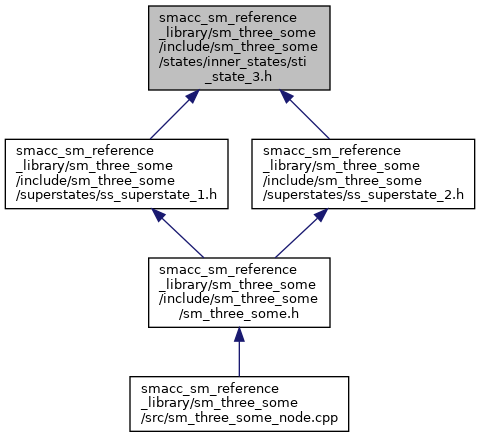 smacc_sm_reference
_library/sm_three_some
/include/sm_three_some
/states/inner_states/sti
_state_3.h
smacc_sm_reference
_library/sm_three_some
/include/sm_three_some
/superstates/ss_superstate_1.h
smacc_sm_reference
_library/sm_three_some
/include/sm_three_some
/superstates/ss_superstate_2.h
smacc_sm_reference
_library/sm_three_some
/include/sm_three_some
/sm_three_some.h
smacc_sm_reference
_library/sm_three_some
/src/sm_three_some_node.cpp